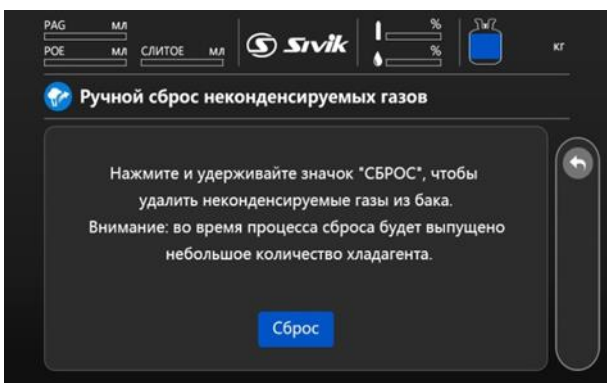 PAG мл
POE мл СЛИТОЕ мл
Sivik
%
%
кг
Ручной сброс неконденсируемых газов
Нажмите и удерживайте значок "СБРОС", чтобы
удалить неконденсируемые газы из бака.
Внимание: во время процесса сброса будет выпущено
небольшое количество хладагента.
Сброс